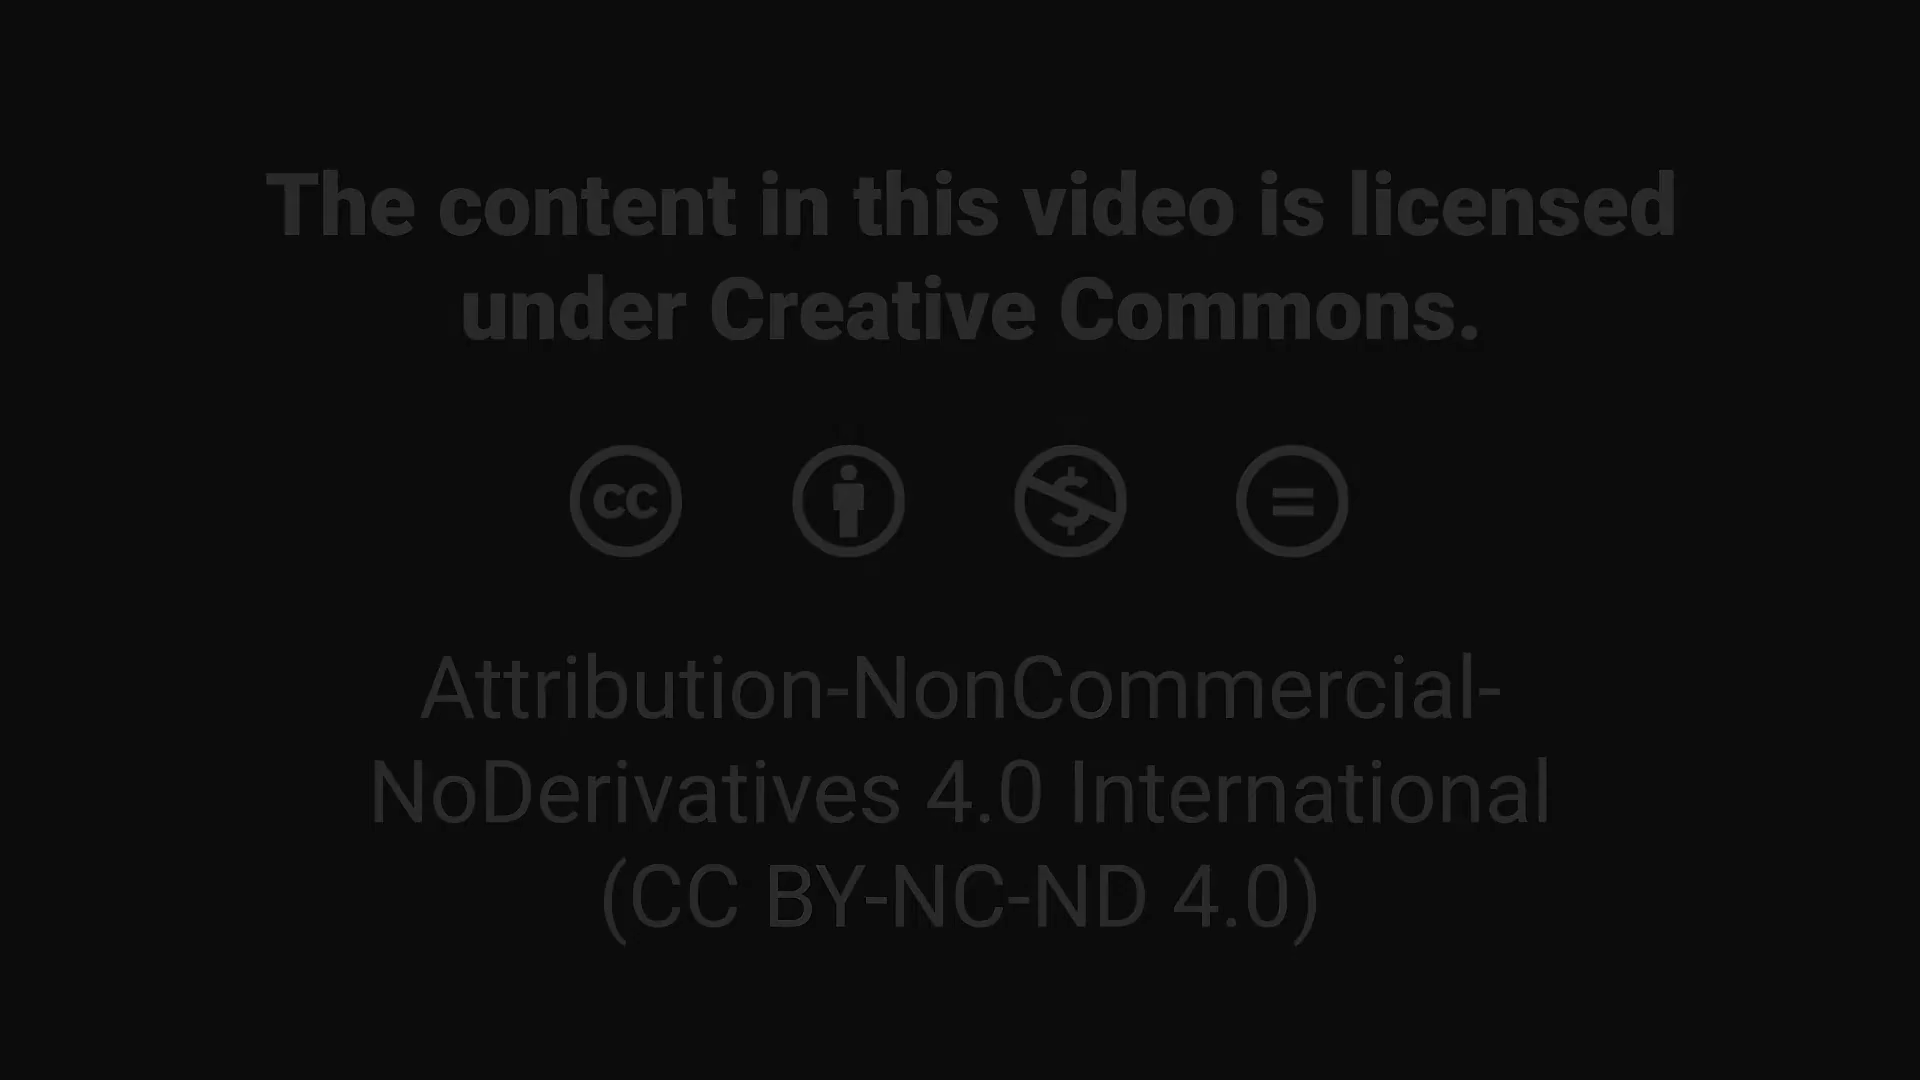 The content in this video is licensed
under Creative Commons.
cc $ =
Attribution-NonCommercial-
NoDerivatives 4.0 International
(CC BY-NC-ND 4.0)